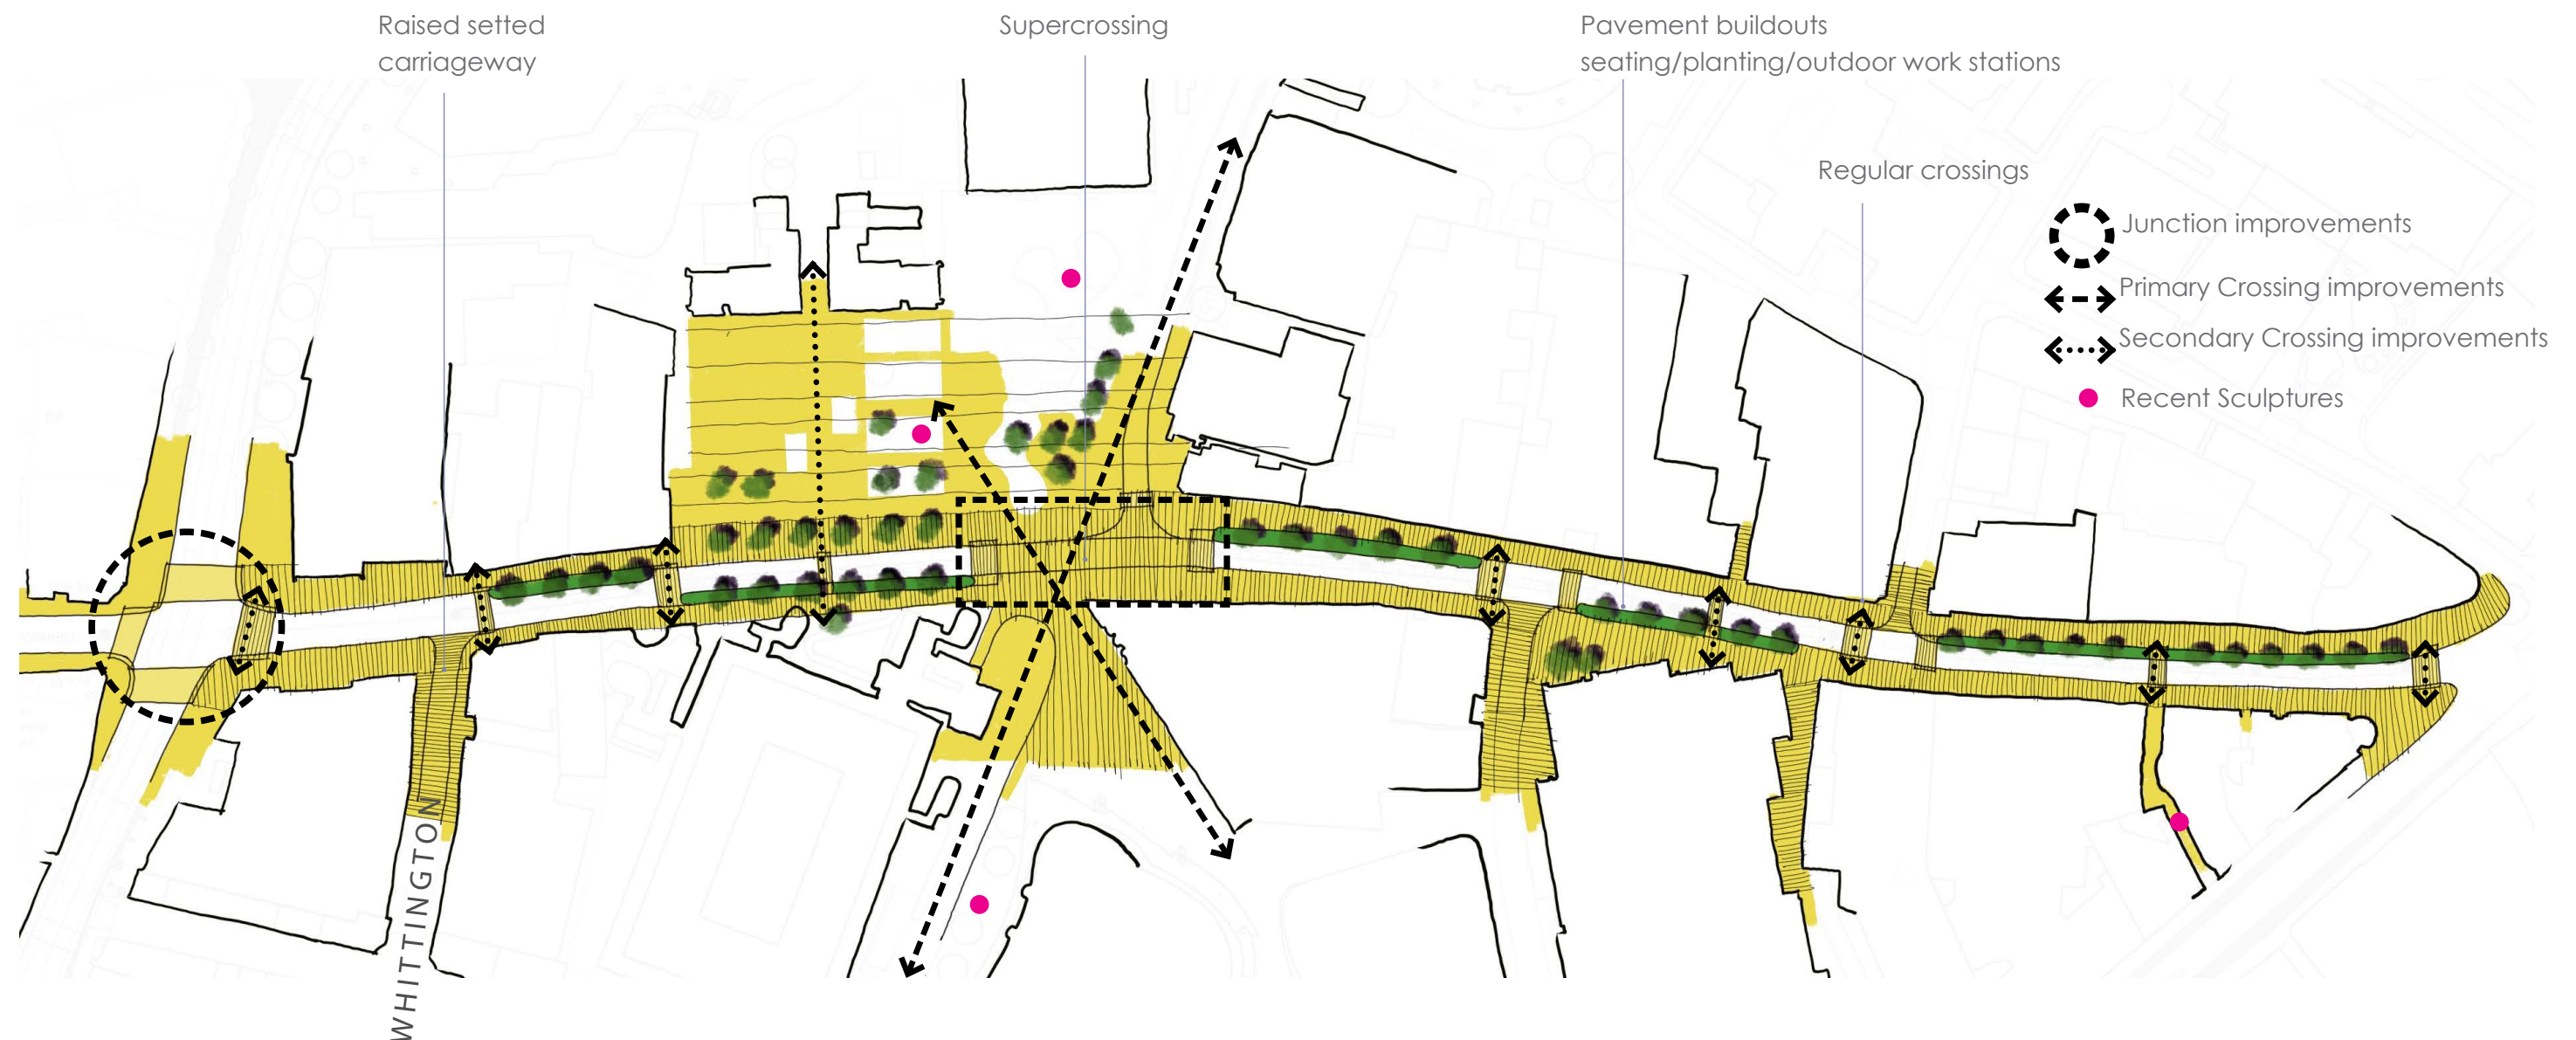 Raised setted
carriageway
Supercrossing
Pavement buildouts
seating/planting/outdoor work stations
Regular crossings
Junction improvements
Primary Crossing improvements
Secondary Crossing improvements
Recent Sculptures
WHITTINGTON